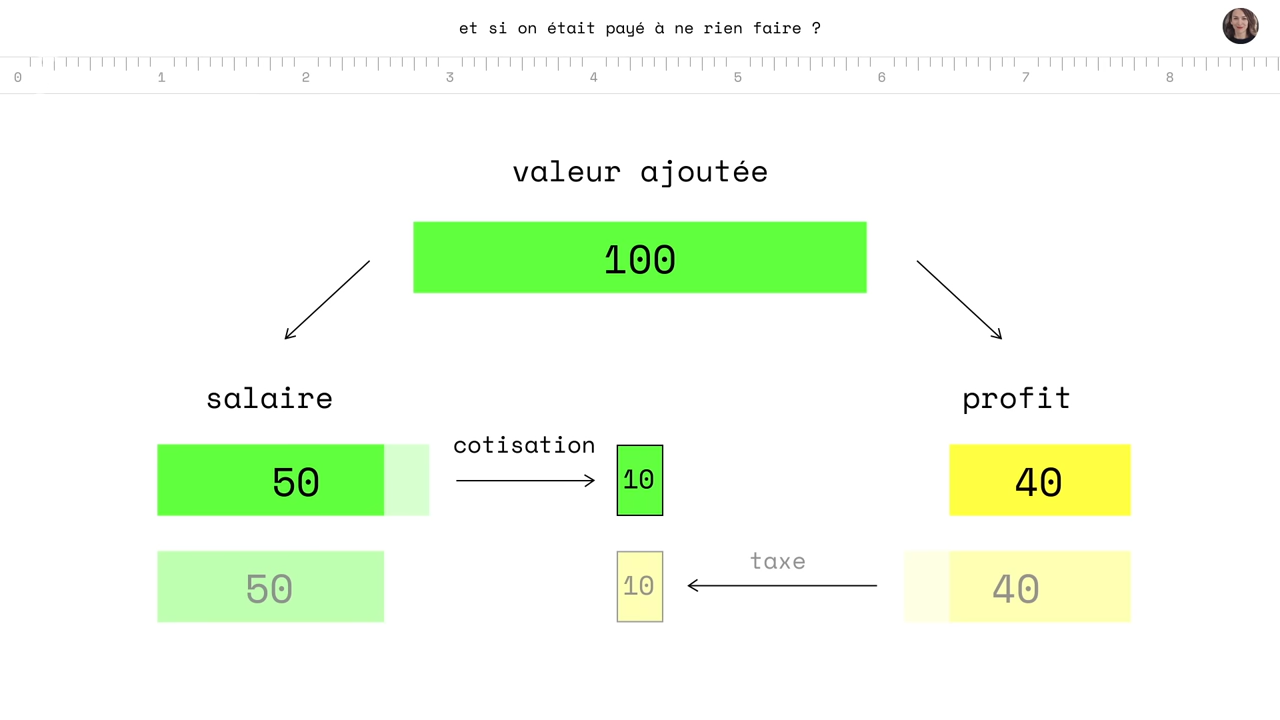 et si on était payé à ne rien faire ?
0 1 2 3 4 5 6 7 8
valeur ajoutée
100
salaire
profit
cotisation
50
10
40
taxe
50
10
40